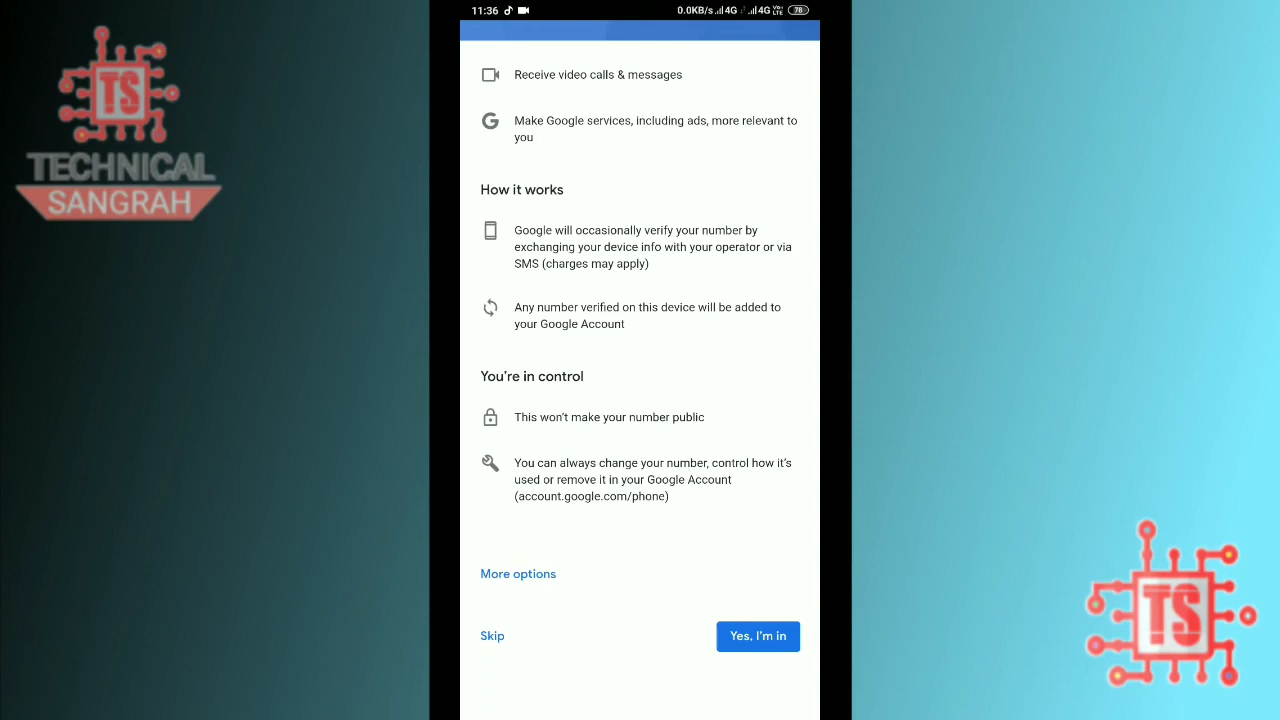 11:36
0.0KB/s 4G 4G Vo LTE 78
TS
TECHNICAL
SANGRAH
Receive video calls & messages
G Make Google services, including ads, more relevant to
you
How it works
Google will occasionally verify your number by
exchanging your device info with your operator or via
SMS (charges may apply)
Any number verified on this device will be added to
your Google Account
You're in control
This won't make your number public
You can always change your number, control how it's
used or remove it in your Google Account
(account.google.com/phone)
More options
Skip
Yes, I'm in
TS